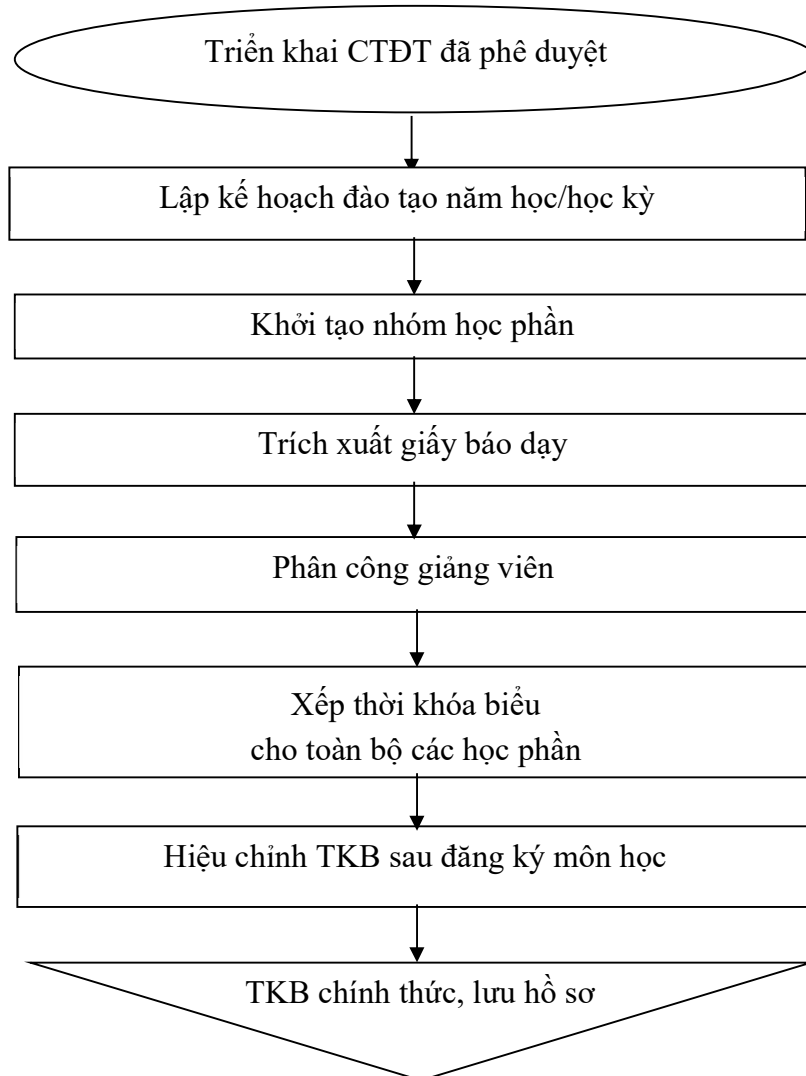 Triển khai CTĐT đã phê duyệt
Lập kế hoạch đào tạo năm học/học kỳ
Khởi tạo nhóm học phần
Trích xuất giấy báo dạy
Phân công giảng viên
Xếp thời khóa biểu
cho toàn bộ các học phần
Hiệu chỉnh TKB sau đăng ký môn học
TKB chính thức, lưu hồ sơ